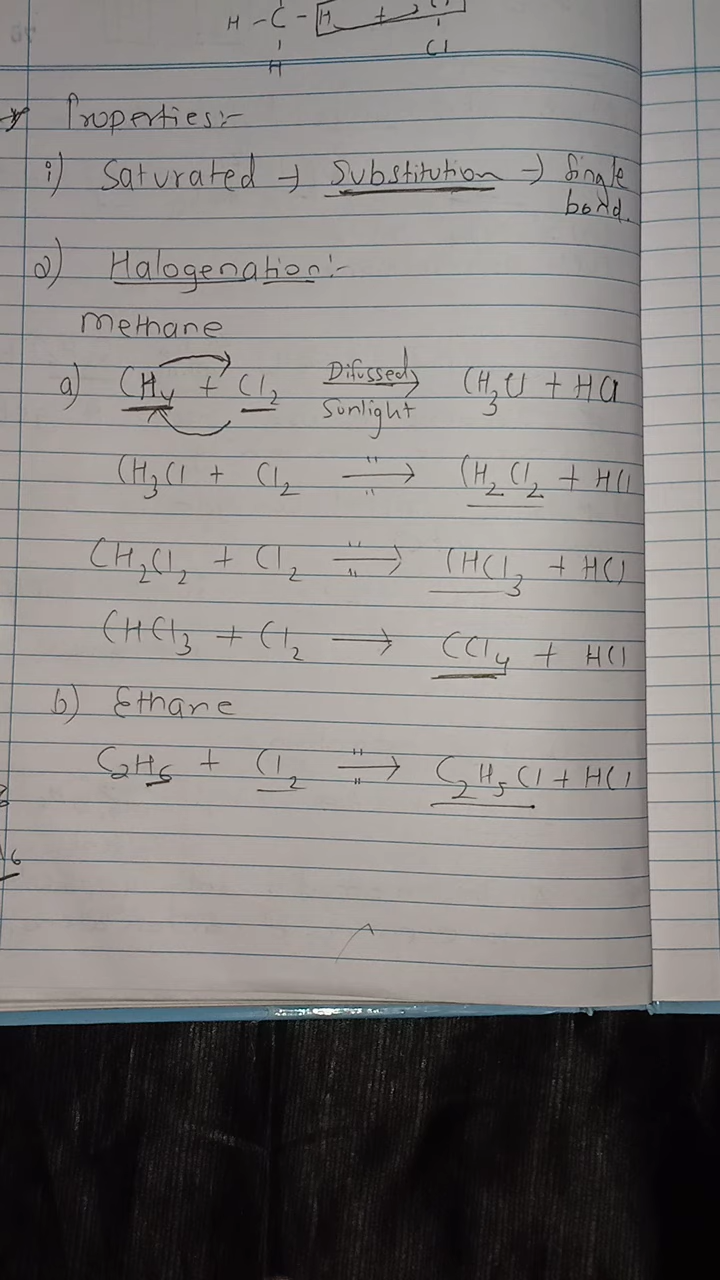 H - C - H + Cl
H Cl
* Properties:-
i) Saturated → Substitution → Single bond.
2) Halogenation:-
Methane
a) CH4 + Cl2 Difussed Sunlight → CH3Cl + HCl
CH3Cl + Cl2 " " → CH2Cl2 + HCl
CH2Cl2 + Cl2 " " → CHCl3 + HCl
CHCl3 + Cl2 → CCl4 + HCl
b) Ethane
C2H6 + Cl2 " " → C2H5Cl + HCl
6